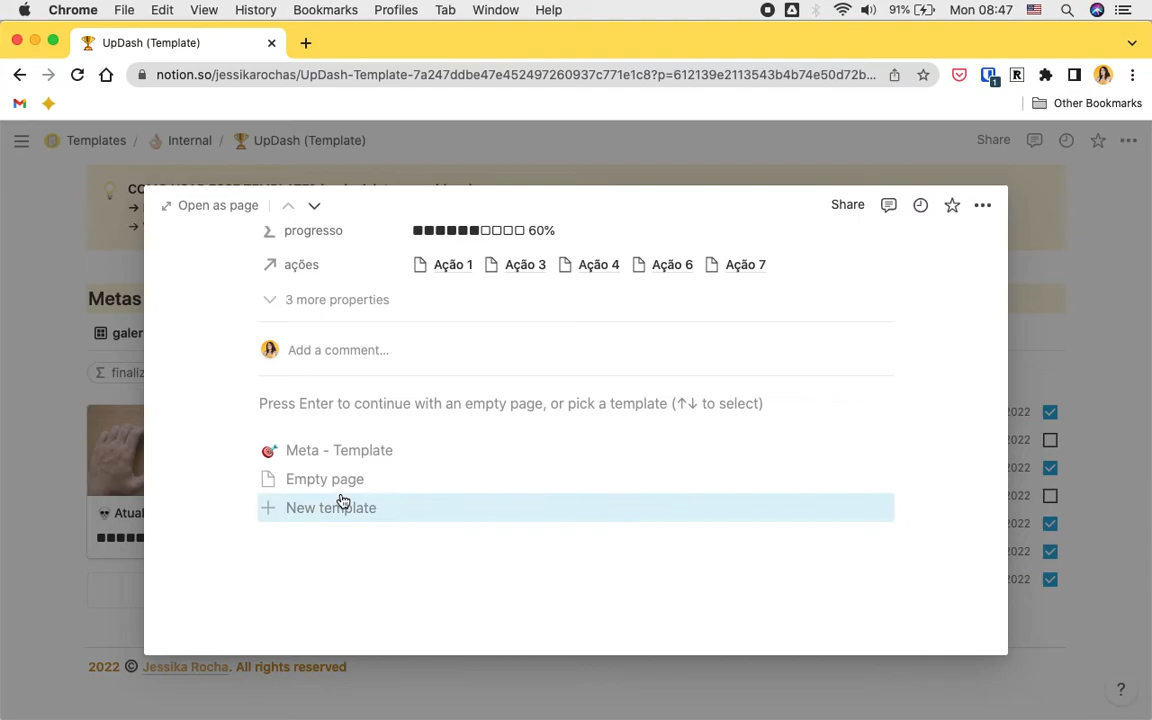 Chrome File Edit View History Bookmarks Profiles Tab Window Help 91% Mon 08:47
UpDash (Template)
notion.so/jessikarochas/UpDash-Template-7a247ddbe47e452497260937c771e1c8?p=612139e2113543b4b74e50d72b...
Other Bookmarks
Templates / Internal / UpDash (Template) Share
Open as page Share
progresso 60%
ações Ação 1 Ação 3 Ação 4 Ação 6 Ação 7
3 more properties
Metas
galer
Add a comment...
finaliz
Press Enter to continue with an empty page, or pick a template (↑↓ to select)
2022
2022
Meta - Template
2022
Empty page
2022
New template
Atual
2022
2022
2022
2022 © Jessika Rocha. All rights reserved
?